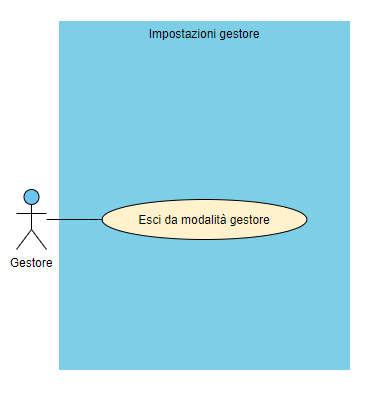 Impostazioni gestore
Esci da modalità gestore
Gestore